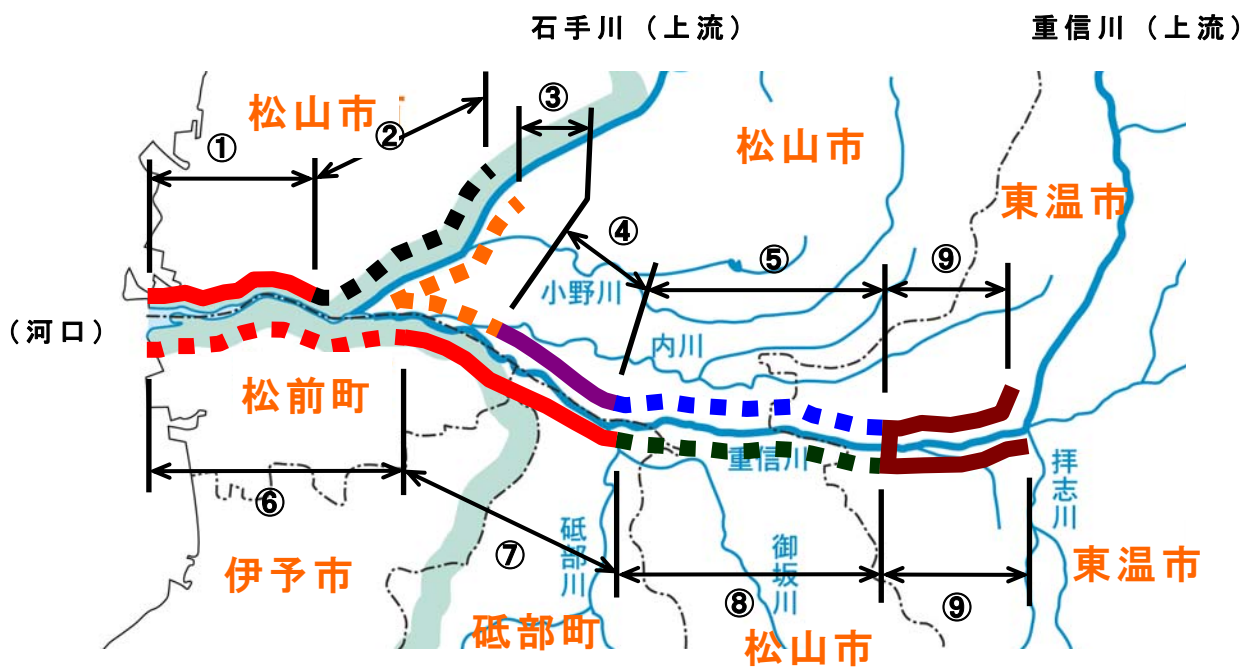 石手川（上流）
重信川（上流）
松山市
②
③
①
松山市
東温市
④
⑤
⑨
小野川
（河口）
内川
松前町
重信川
拝志川
⑥
砥部川
御坂川
⑦
伊予市
東温市
⑧
⑨
砥部町
松山市